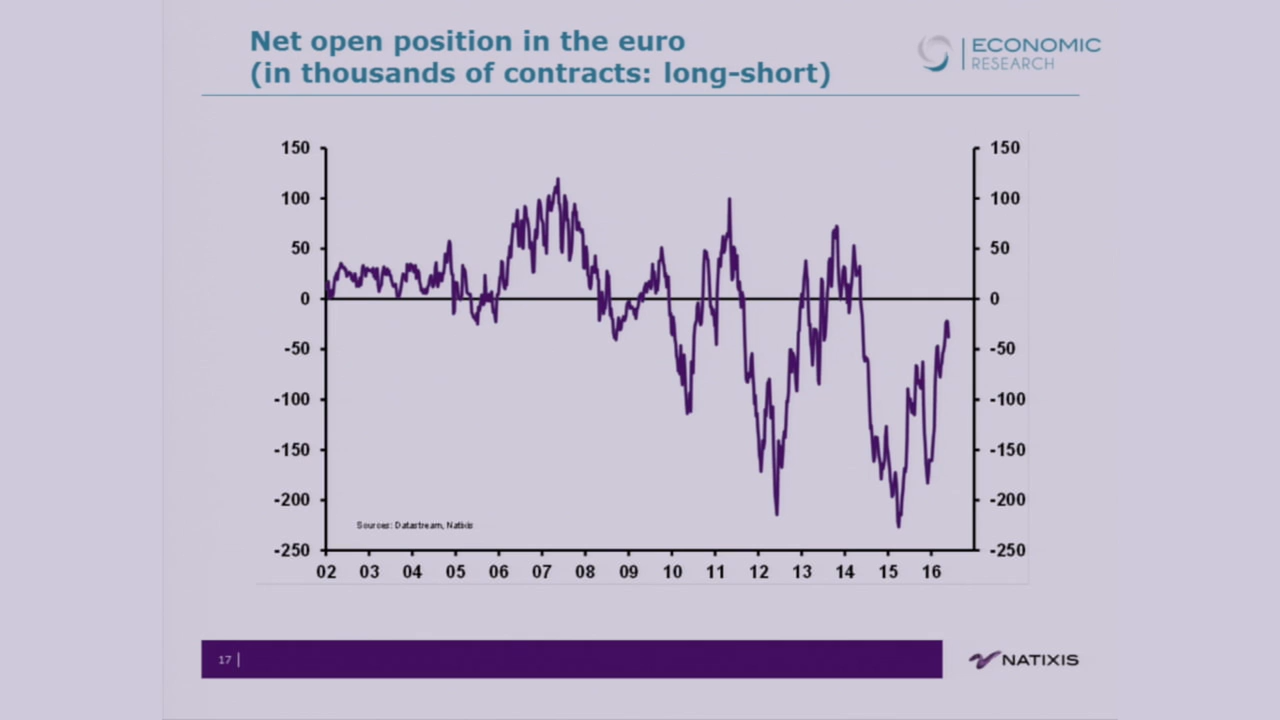 Net open position in the euro
(in thousands of contracts: long-short)
ECONOMIC
RESEARCH
150 150
100 100
50 50
0 0
-50 -50
-100 -100
-150 -150
-200 -200
Sources: Datastream, Natixis
-250 -250
02 03 04 05 06 07 08 09 10 11 12 13 14 15 16
17 |
NATIXIS